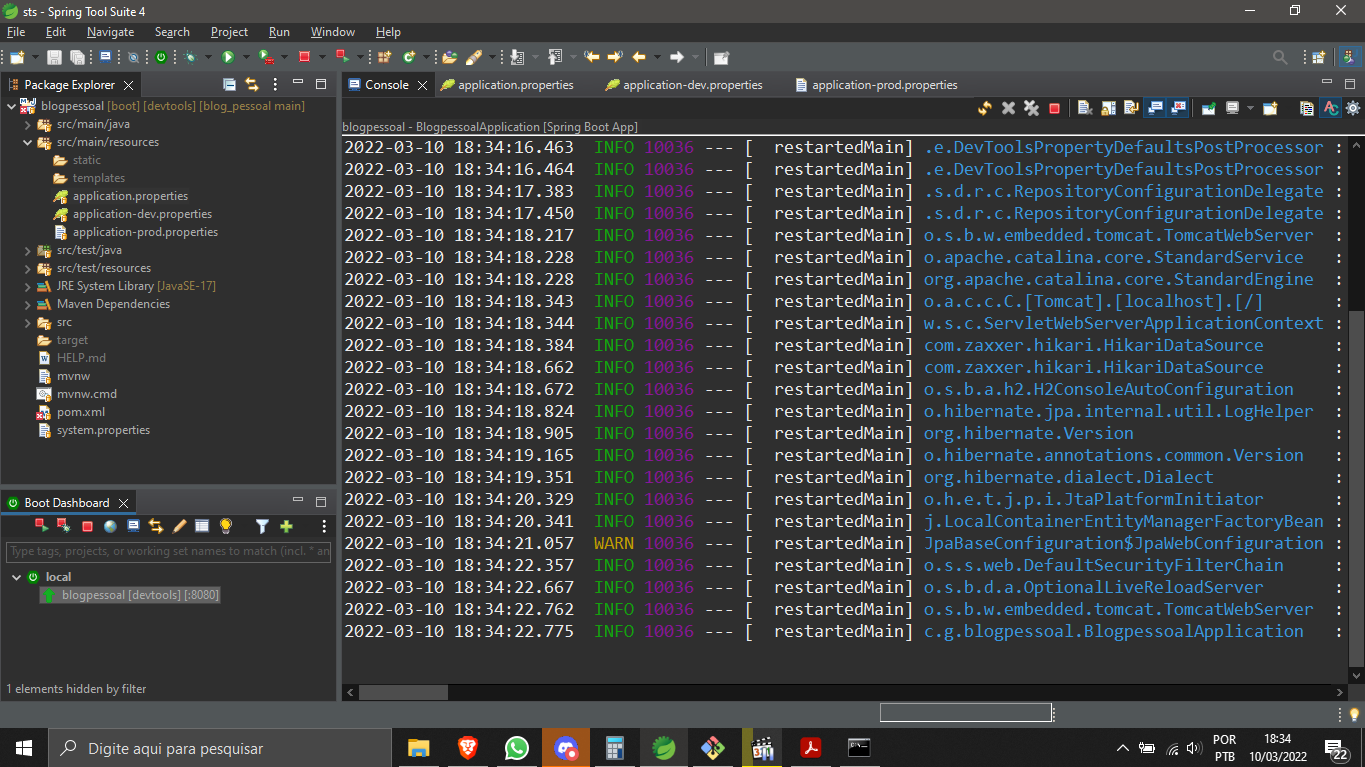 sts - Spring Tool Suite 4
File Edit Navigate Search Project Run Window Help
Package Explorer
blogpessoal [boot] [devtools] [blog_pessoal main]
src/main/java
src/main/resources
static
templates
application.properties
application-dev.properties
application-prod.properties
src/test/java
src/test/resources
JRE System Library [JavaSE-17]
Maven Dependencies
src
target
HELP.md
mvnw
mvnw.cmd
pom.xml
system.properties
Boot Dashboard
Type tags, projects, or working set names to match (incl. * an
local
blogpessoal [devtools] [:8080]
1 elements hidden by filter
Console application.properties application-dev.properties application-prod.properties
blogpessoal - BlogpessoalApplication [Spring Boot App]
2022-03-10 18:34:16.463 INFO 10036 --- [ restartedMain] .e.DevToolsPropertyDefaultsPostProcessor :
2022-03-10 18:34:16.464 INFO 10036 --- [ restartedMain] .e.DevToolsPropertyDefaultsPostProcessor :
2022-03-10 18:34:17.383 INFO 10036 --- [ restartedMain] .s.d.r.c.RepositoryConfigurationDelegate :
2022-03-10 18:34:17.450 INFO 10036 --- [ restartedMain] .s.d.r.c.RepositoryConfigurationDelegate :
2022-03-10 18:34:18.217 INFO 10036 --- [ restartedMain] o.s.b.w.embedded.tomcat.TomcatWebServer :
2022-03-10 18:34:18.228 INFO 10036 --- [ restartedMain] o.apache.catalina.core.StandardService :
2022-03-10 18:34:18.228 INFO 10036 --- [ restartedMain] org.apache.catalina.core.StandardEngine :
2022-03-10 18:34:18.343 INFO 10036 --- [ restartedMain] o.a.c.c.C.[Tomcat].[localhost].[/] :
2022-03-10 18:34:18.344 INFO 10036 --- [ restartedMain] w.s.c.ServletWebServerApplicationContext :
2022-03-10 18:34:18.384 INFO 10036 --- [ restartedMain] com.zaxxer.hikari.HikariDataSource :
2022-03-10 18:34:18.662 INFO 10036 --- [ restartedMain] com.zaxxer.hikari.HikariDataSource :
2022-03-10 18:34:18.672 INFO 10036 --- [ restartedMain] o.s.b.a.h2.H2ConsoleAutoConfiguration :
2022-03-10 18:34:18.824 INFO 10036 --- [ restartedMain] o.hibernate.jpa.internal.util.LogHelper :
2022-03-10 18:34:18.905 INFO 10036 --- [ restartedMain] org.hibernate.Version :
2022-03-10 18:34:19.165 INFO 10036 --- [ restartedMain] o.hibernate.annotations.common.Version :
2022-03-10 18:34:19.351 INFO 10036 --- [ restartedMain] org.hibernate.dialect.Dialect :
2022-03-10 18:34:20.329 INFO 10036 --- [ restartedMain] o.h.e.t.j.p.i.JtaPlatformInitiator :
2022-03-10 18:34:20.341 INFO 10036 --- [ restartedMain] j.LocalContainerEntityManagerFactoryBean :
2022-03-10 18:34:21.057 WARN 10036 --- [ restartedMain] JpaBaseConfiguration$JpaWebConfiguration :
2022-03-10 18:34:22.357 INFO 10036 --- [ restartedMain] o.s.s.web.DefaultSecurityFilterChain :
2022-03-10 18:34:22.667 INFO 10036 --- [ restartedMain] o.s.b.d.a.OptionalLiveReloadServer :
2022-03-10 18:34:22.762 INFO 10036 --- [ restartedMain] o.s.b.w.embedded.tomcat.TomcatWebServer :
2022-03-10 18:34:22.775 INFO 10036 --- [ restartedMain] c.g.blogpessoal.BlogpessoalApplication :
Digite aqui para pesquisar
POR
PTB
18:34
10/03/2022
22